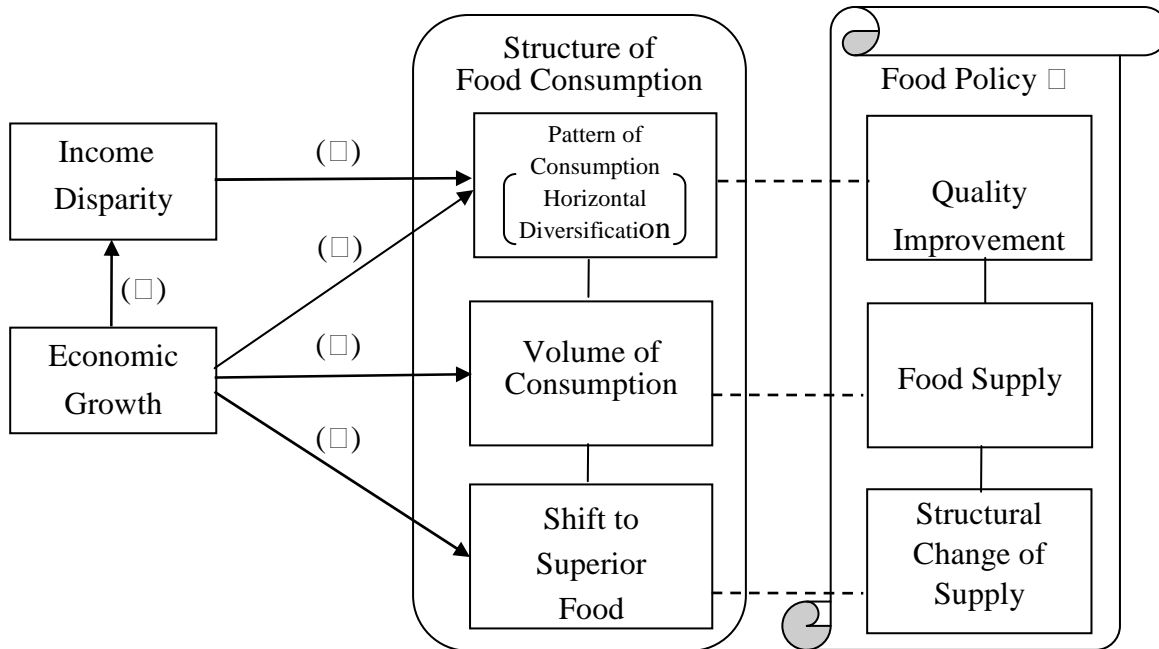 Structure of
Food Consumption
Food Policy □
Income
Disparity
(□)
Pattern of
Consumption
Horizontal
Diversification
Quality
Improvement
(□)
(□)
Economic
Growth
(□)
Volume of
Consumption
Food Supply
(□)
Shift to
Superior
Food
Structural
Change of
Supply